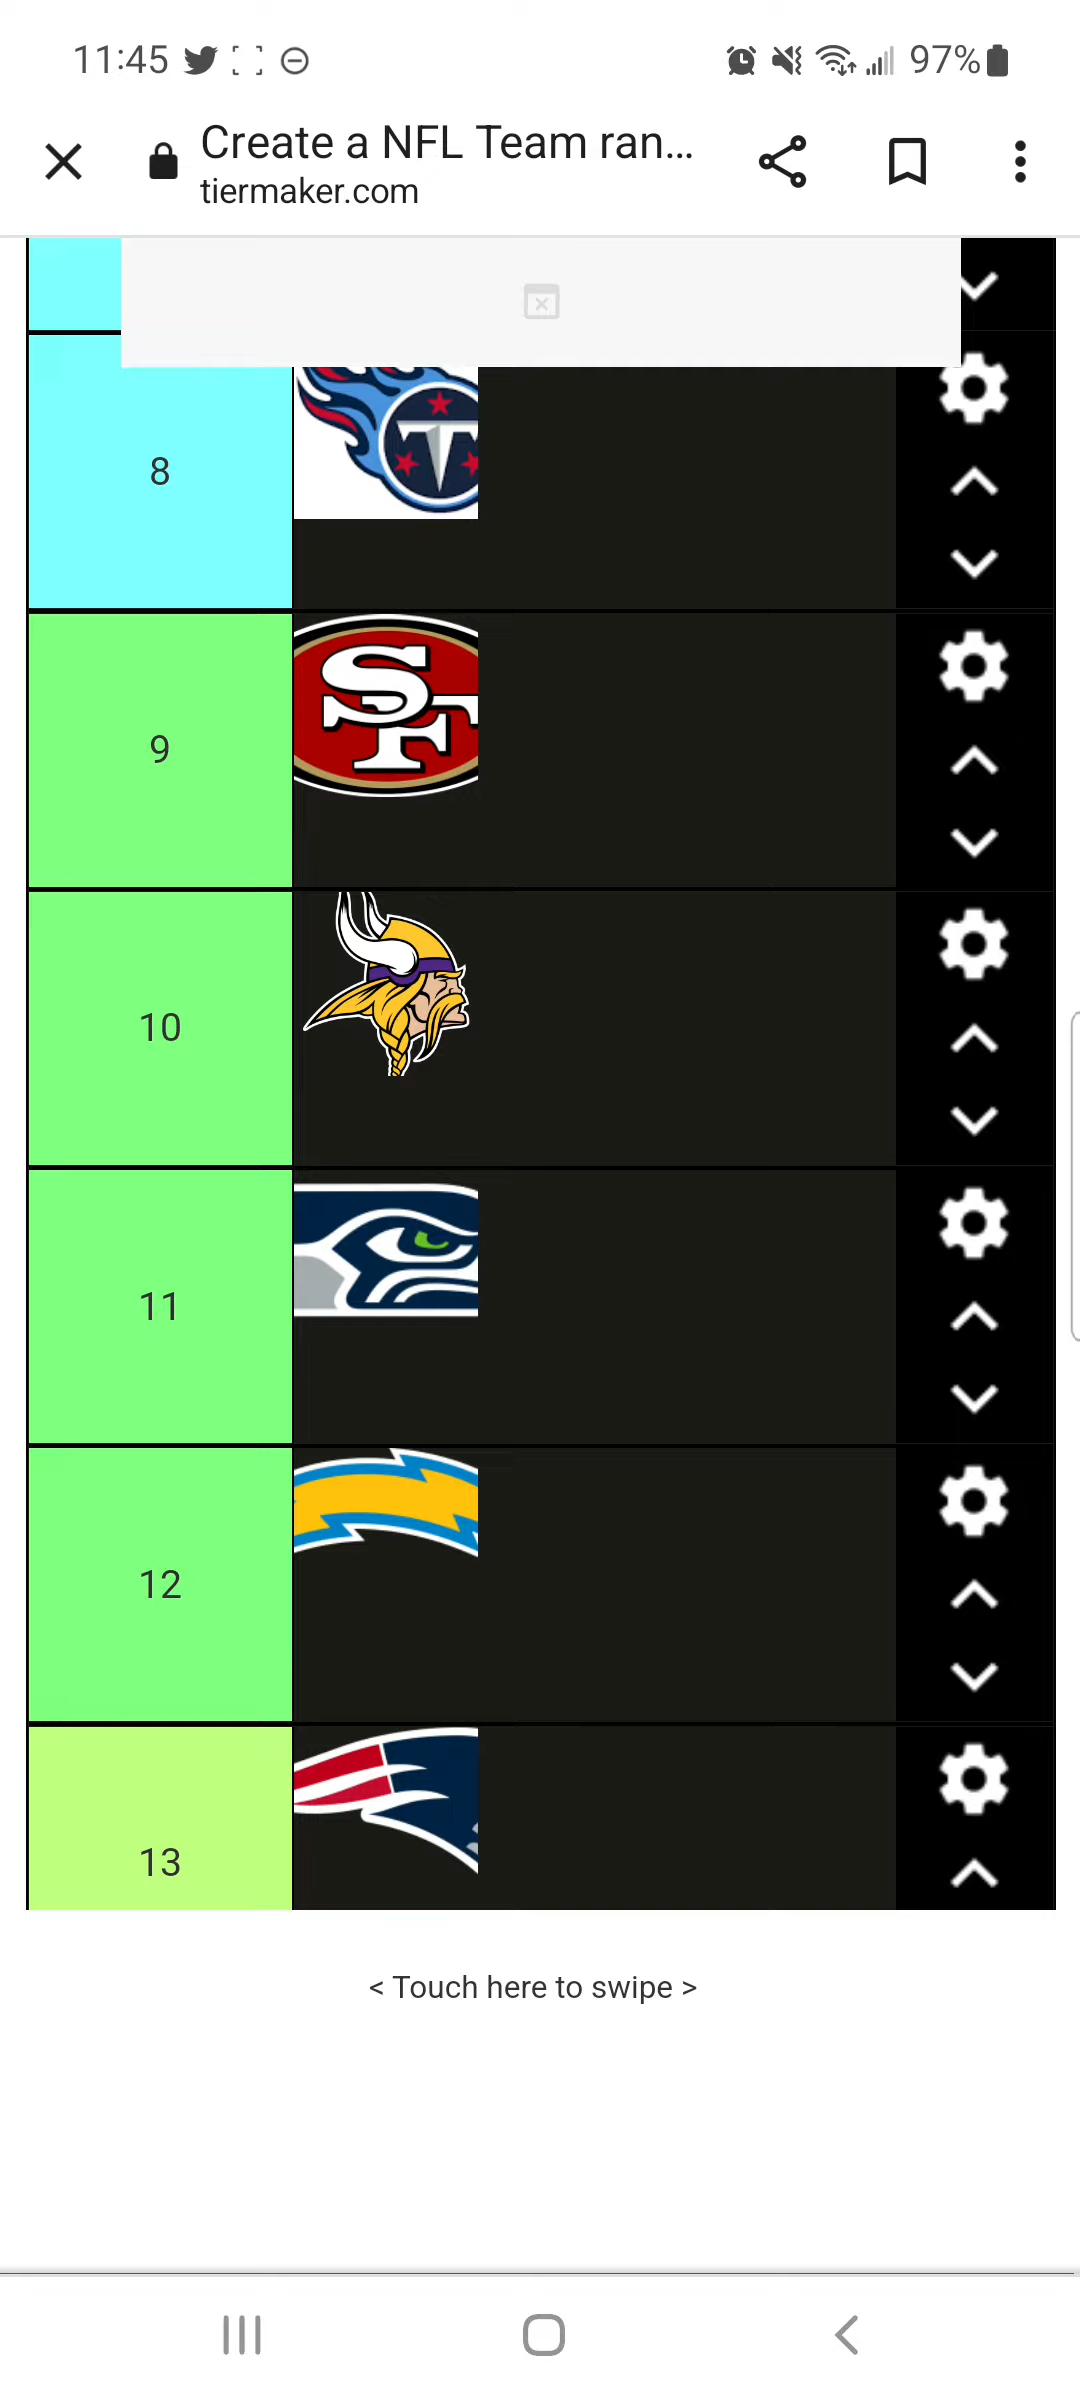 11:45
97%
Create a NFL Team ran...
tiermaker.com
8
T
9
SF
10
11
12
13
< Touch here to swipe >